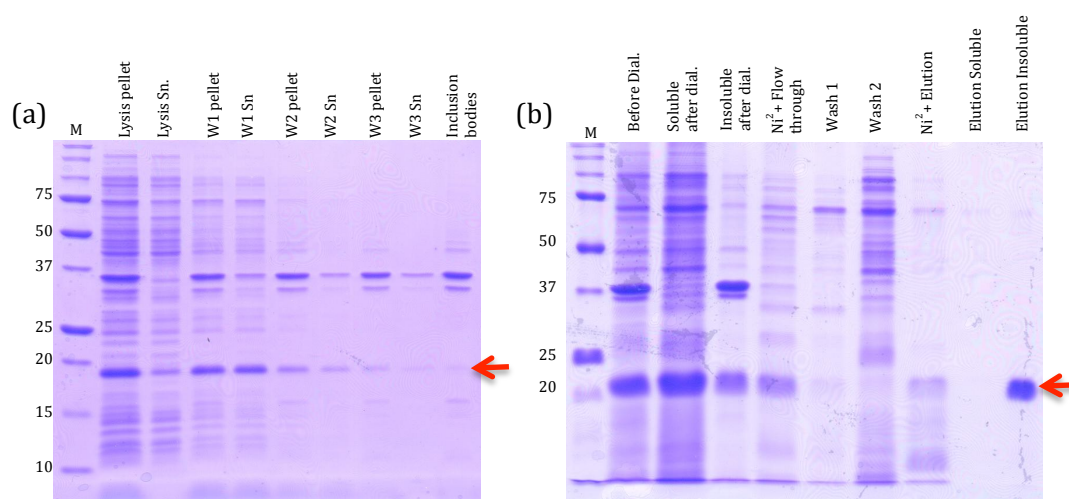 (a)
M
Lysis pellet
Lysis Sn.
W1 pellet
W1 Sn
W2 pellet
W2 Sn
W3 pellet
W3 Sn
Inclusion
bodies
75
50
37
25
20
15
10
(b)
M
Before Dial.
Soluble
after dial.
Insoluble
after dial.
Ni²+ Flow
through
Wash 1
Wash 2
Ni²+ Elution
Elution Soluble
Elution Insoluble
75
50
37
25
20